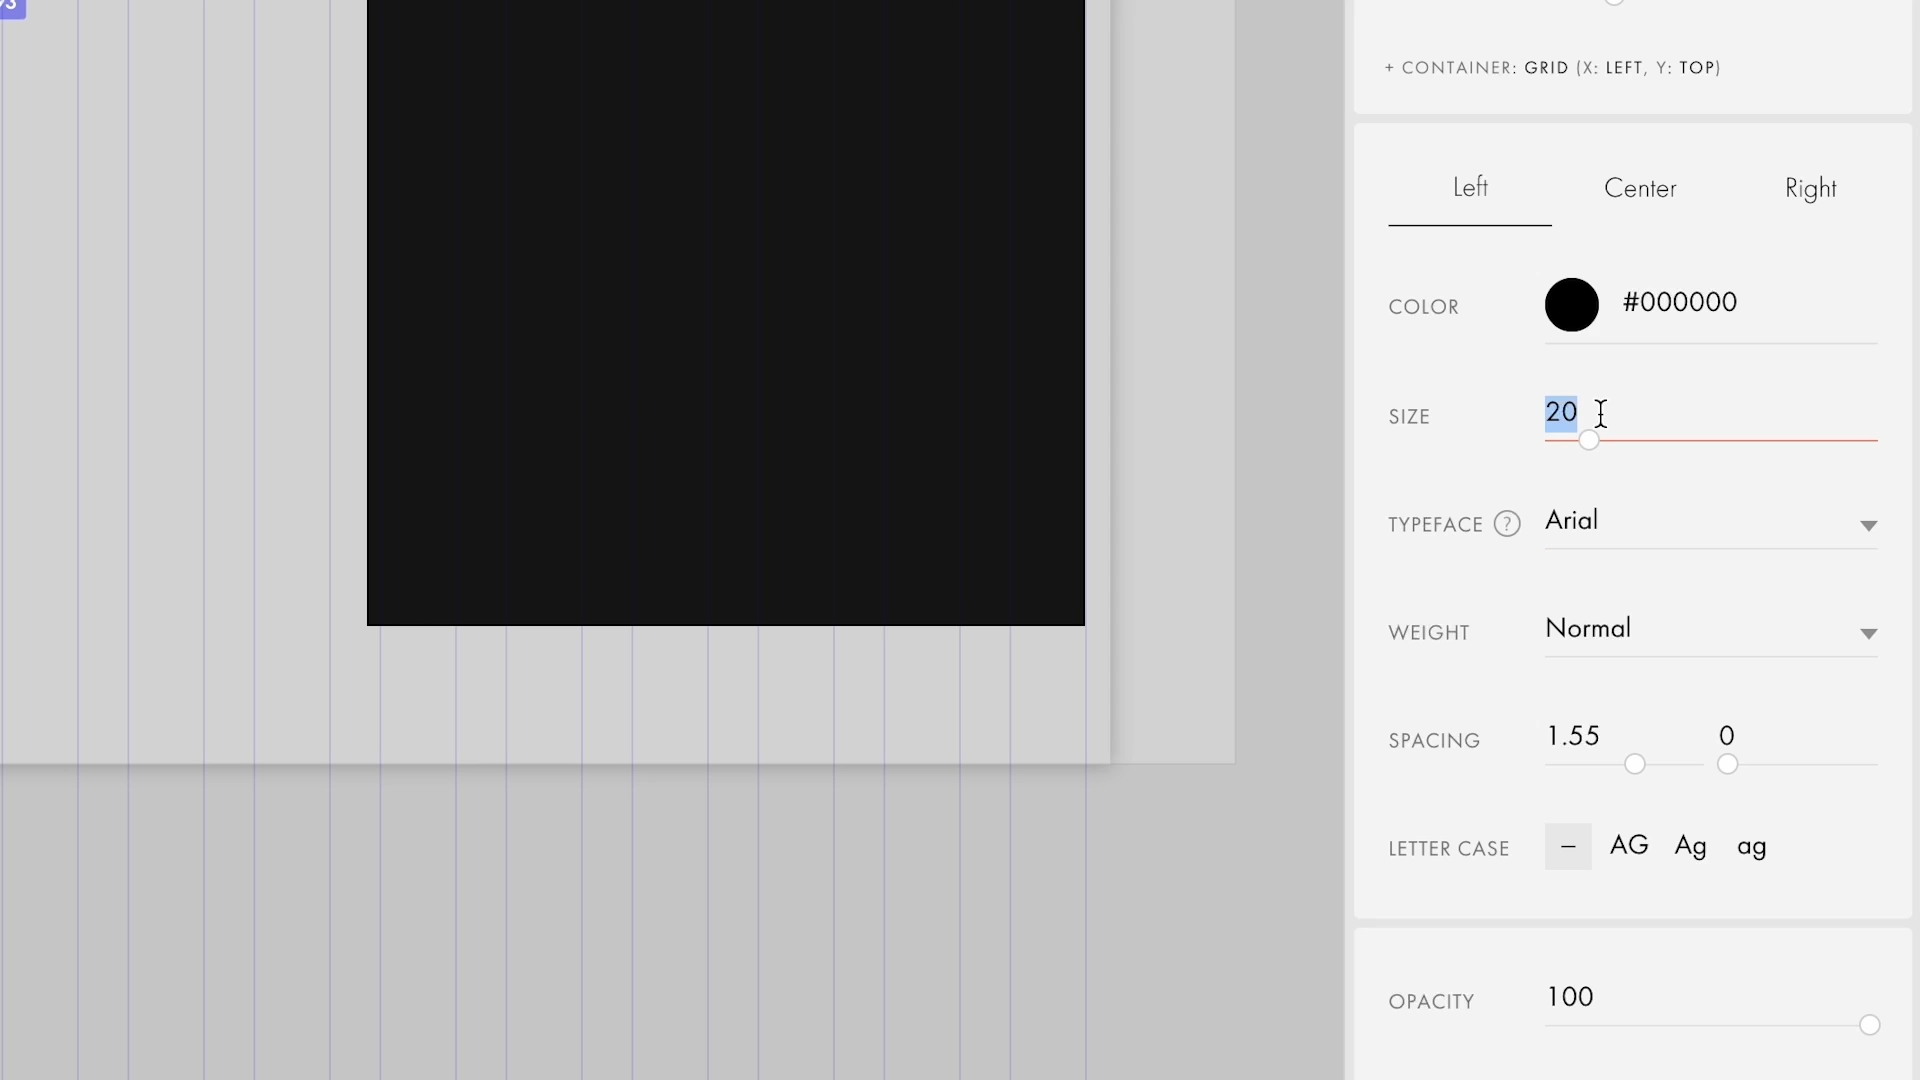 + CONTAINER: GRID (X: LEFT, Y: TOP)
Left Center Right
COLOR #000000
SIZE 20
TYPEFACE ? Arial
WEIGHT Normal
SPACING 1.55 0
LETTER CASE – AG Ag ag
OPACITY 100